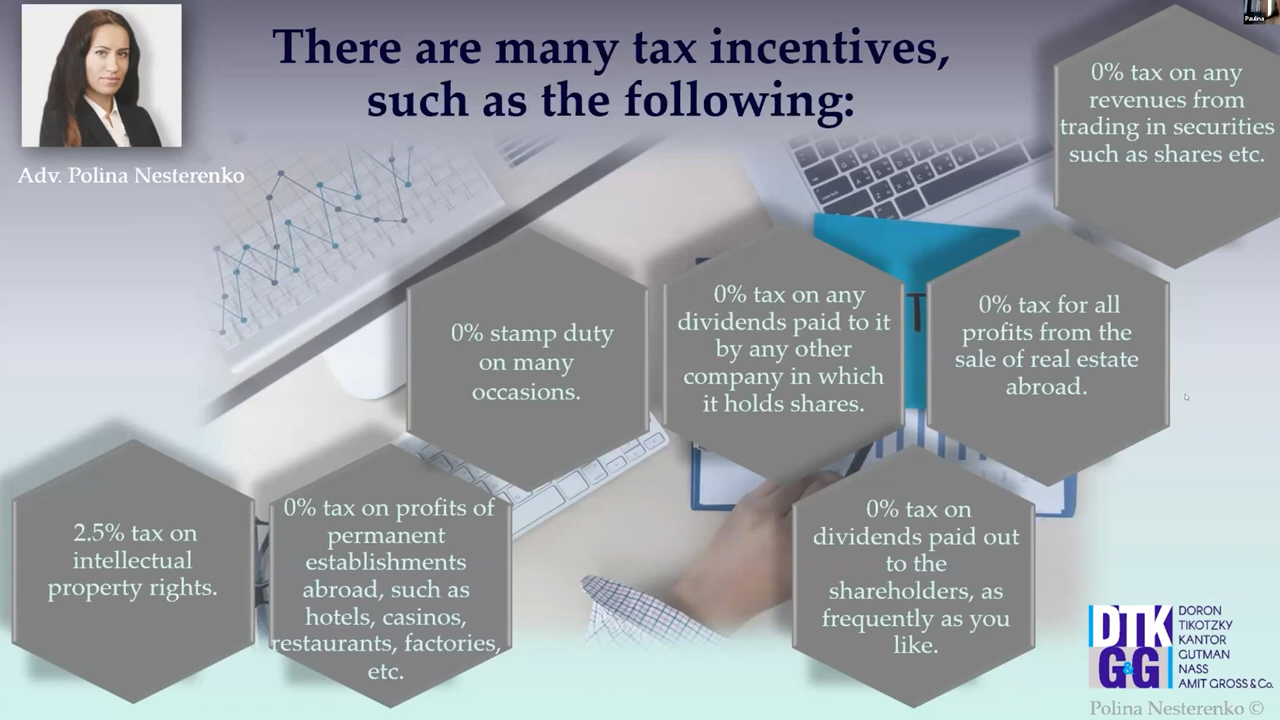 There are many tax incentives,
such as the following:
Paulina
Adv. Polina Nesterenko
0% tax on any
revenues from
trading in securities
such as shares etc.
0% stamp duty
on many
occasions.
0% tax on any
dividends paid to it
by any other
company in which
it holds shares.
0% tax for all
profits from the
sale of real estate
abroad.
2.5% tax on
intellectual
property rights.
0% tax on profits of
permanent
establishments
abroad, such as
hotels, casinos,
restaurants, factories,
etc.
0% tax on
dividends paid out
to the
shareholders, as
frequently as you
like.
DTK
G&G
DORON
TIKOTZKY
KANTOR
GUTMAN
NASS
AMIT GROSS & Co.
Polina Nesterenko ©
T